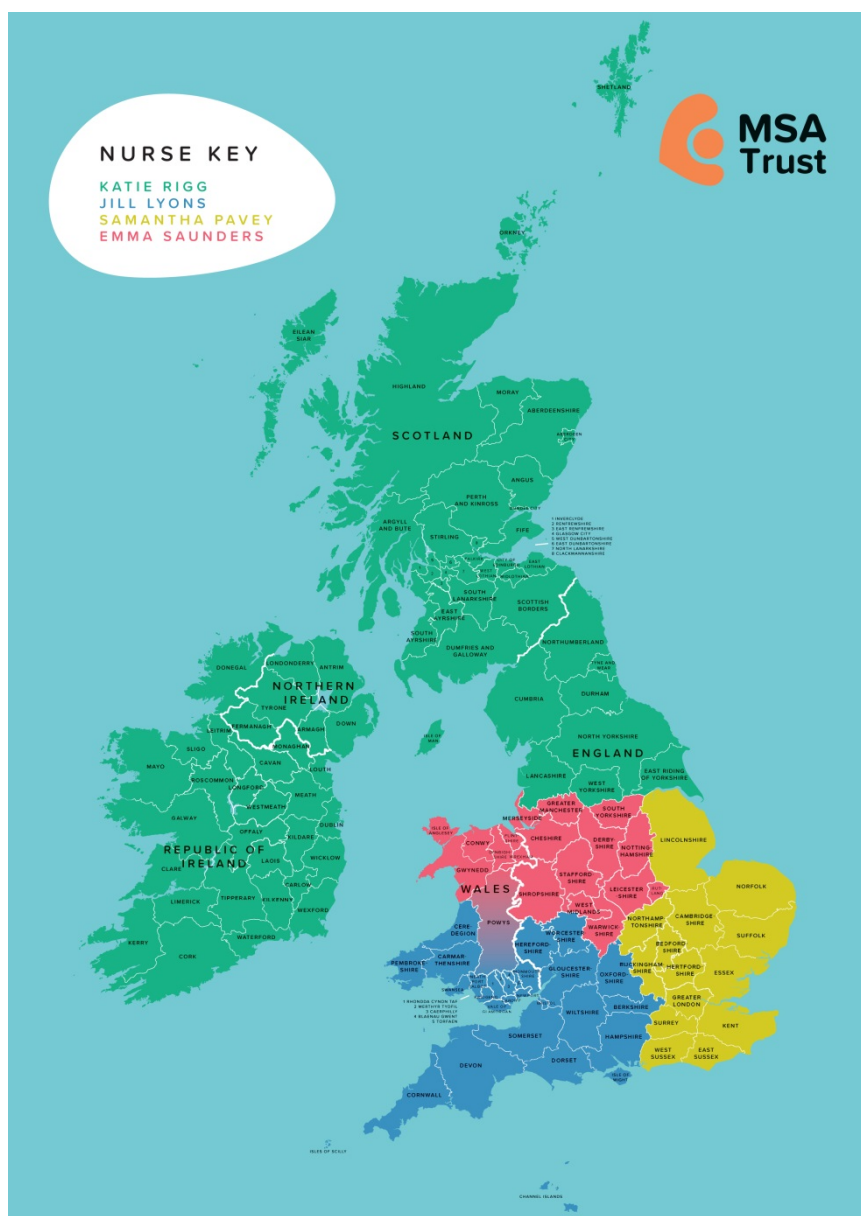 NURSE KEY
KATIE RIGG
JILL LYONS
SAMANTHA PAVEY
EMMA SAUNDERS
MSA
Trust
SHETLAND
ORKNEY
EILEAN
SIAR
HIGHLAND
MORAY
ABERDEENSHIRE
SCOTLAND
ANGUS
PERTH
AND KINROSS
ARGYLL
AND BUTE
STIRLING
FIFE
1 INVERCLYDE
2 RENFREWSHIRE
3 EAST RENFREWSHIRE
4 GLASGOW CITY
5 WEST DUNBARTONSHIRE
6 EAST DUNBARTONSHIRE
7 NORTH LANARKSHIRE
8 CLACKMANNANSHIRE
EAST
LOTHIAN
MIDLOTHIAN
SOUTH
LANARKSHIRE
SCOTTISH
BORDERS
EAST
AYRSHIRE
SOUTH
AYRSHIRE
DUMFRIES AND
GALLOWAY
NORTHUMBERLAND
TYNE AND
WEAR
DURHAM
CUMBRIA
NORTH YORKSHIRE
ENGLAND
LANCASHIRE
WEST
YORKSHIRE
EAST RIDING
OF YORKSHIRE
ISLE OF
MAN
DONEGAL
LONDONDERRY
ANTRIM
NORTHERN
IRELAND
TYRONE
FERMANAGH
ARMAGH
DOWN
LEITRIM
MONAGHAN
SLIGO
CAVAN
MAYO
ROSCOMMON
LONGFORD
LOUTH
MEATH
WESTMEATH
GALWAY
DUBLIN
OFFALY
KILDARE
REPUBLIC OF
IRELAND
LAOIS
WICKLOW
CLARE
CARLOW
LIMERICK
TIPPERARY
KILKENNY
WEXFORD
WATERFORD
KERRY
CORK
MERSEYSIDE
GREATER
MANCHESTER
SOUTH
YORKSHIRE
ISLE OF
ANGLESEY
CONWY
FLINT
SHIRE
CHESHIRE
DERBY
SHIRE
NOTTING
HAMSHIRE
LINCOLNSHIRE
GWYNEDD
WALES
STAFFORD
SHIRE
SHROPSHIRE
LEICESTER
SHIRE
RUT
LAND
NORFOLK
WEST
MIDLANDS
WARWICK
SHIRE
NORTHAMP
TONSHIRE
CAMBRIDGE
SHIRE
SUFFOLK
POWYS
CERE
DIGION
WORCESTER
SHIRE
HEREFORD
SHIRE
BEDFORD
SHIRE
BUCKINGHAM
SHIRE
HERTFORD
SHIRE
ESSEX
CARMAR
THENSHIRE
PEMBROKE
SHIRE
GLOUCESTER-
SHIRE
OXFORD-
SHIRE
GREATER
LONDON
SWANSEA
1 RHONDDA CYNON TAF
2 MERTHYR TYDFIL
3 CAERPHILLY
4 BLAENAU GWENT
5 TORFAEN
BERKSHIRE
WILTSHIRE
SURREY
KENT
HAMPSHIRE
SOMERSET
WEST
SUSSEX
EAST
SUSSEX
DEVON
DORSET
ISLE OF
WIGHT
CORNWALL
ISLES OF SCILLY
CHANNEL ISLANDS